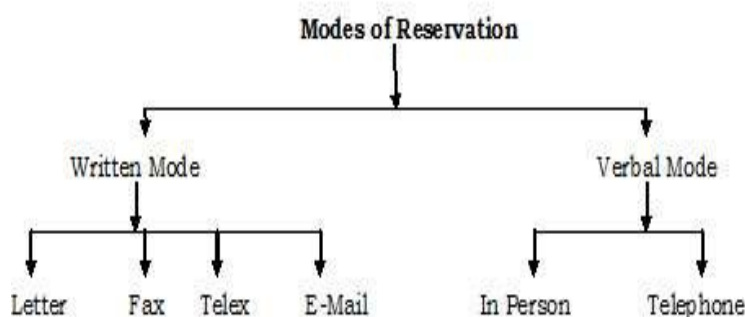 Modes of Reservation
Written Mode Verbal Mode
Letter Fax Telex E-Mail In Person Telephone